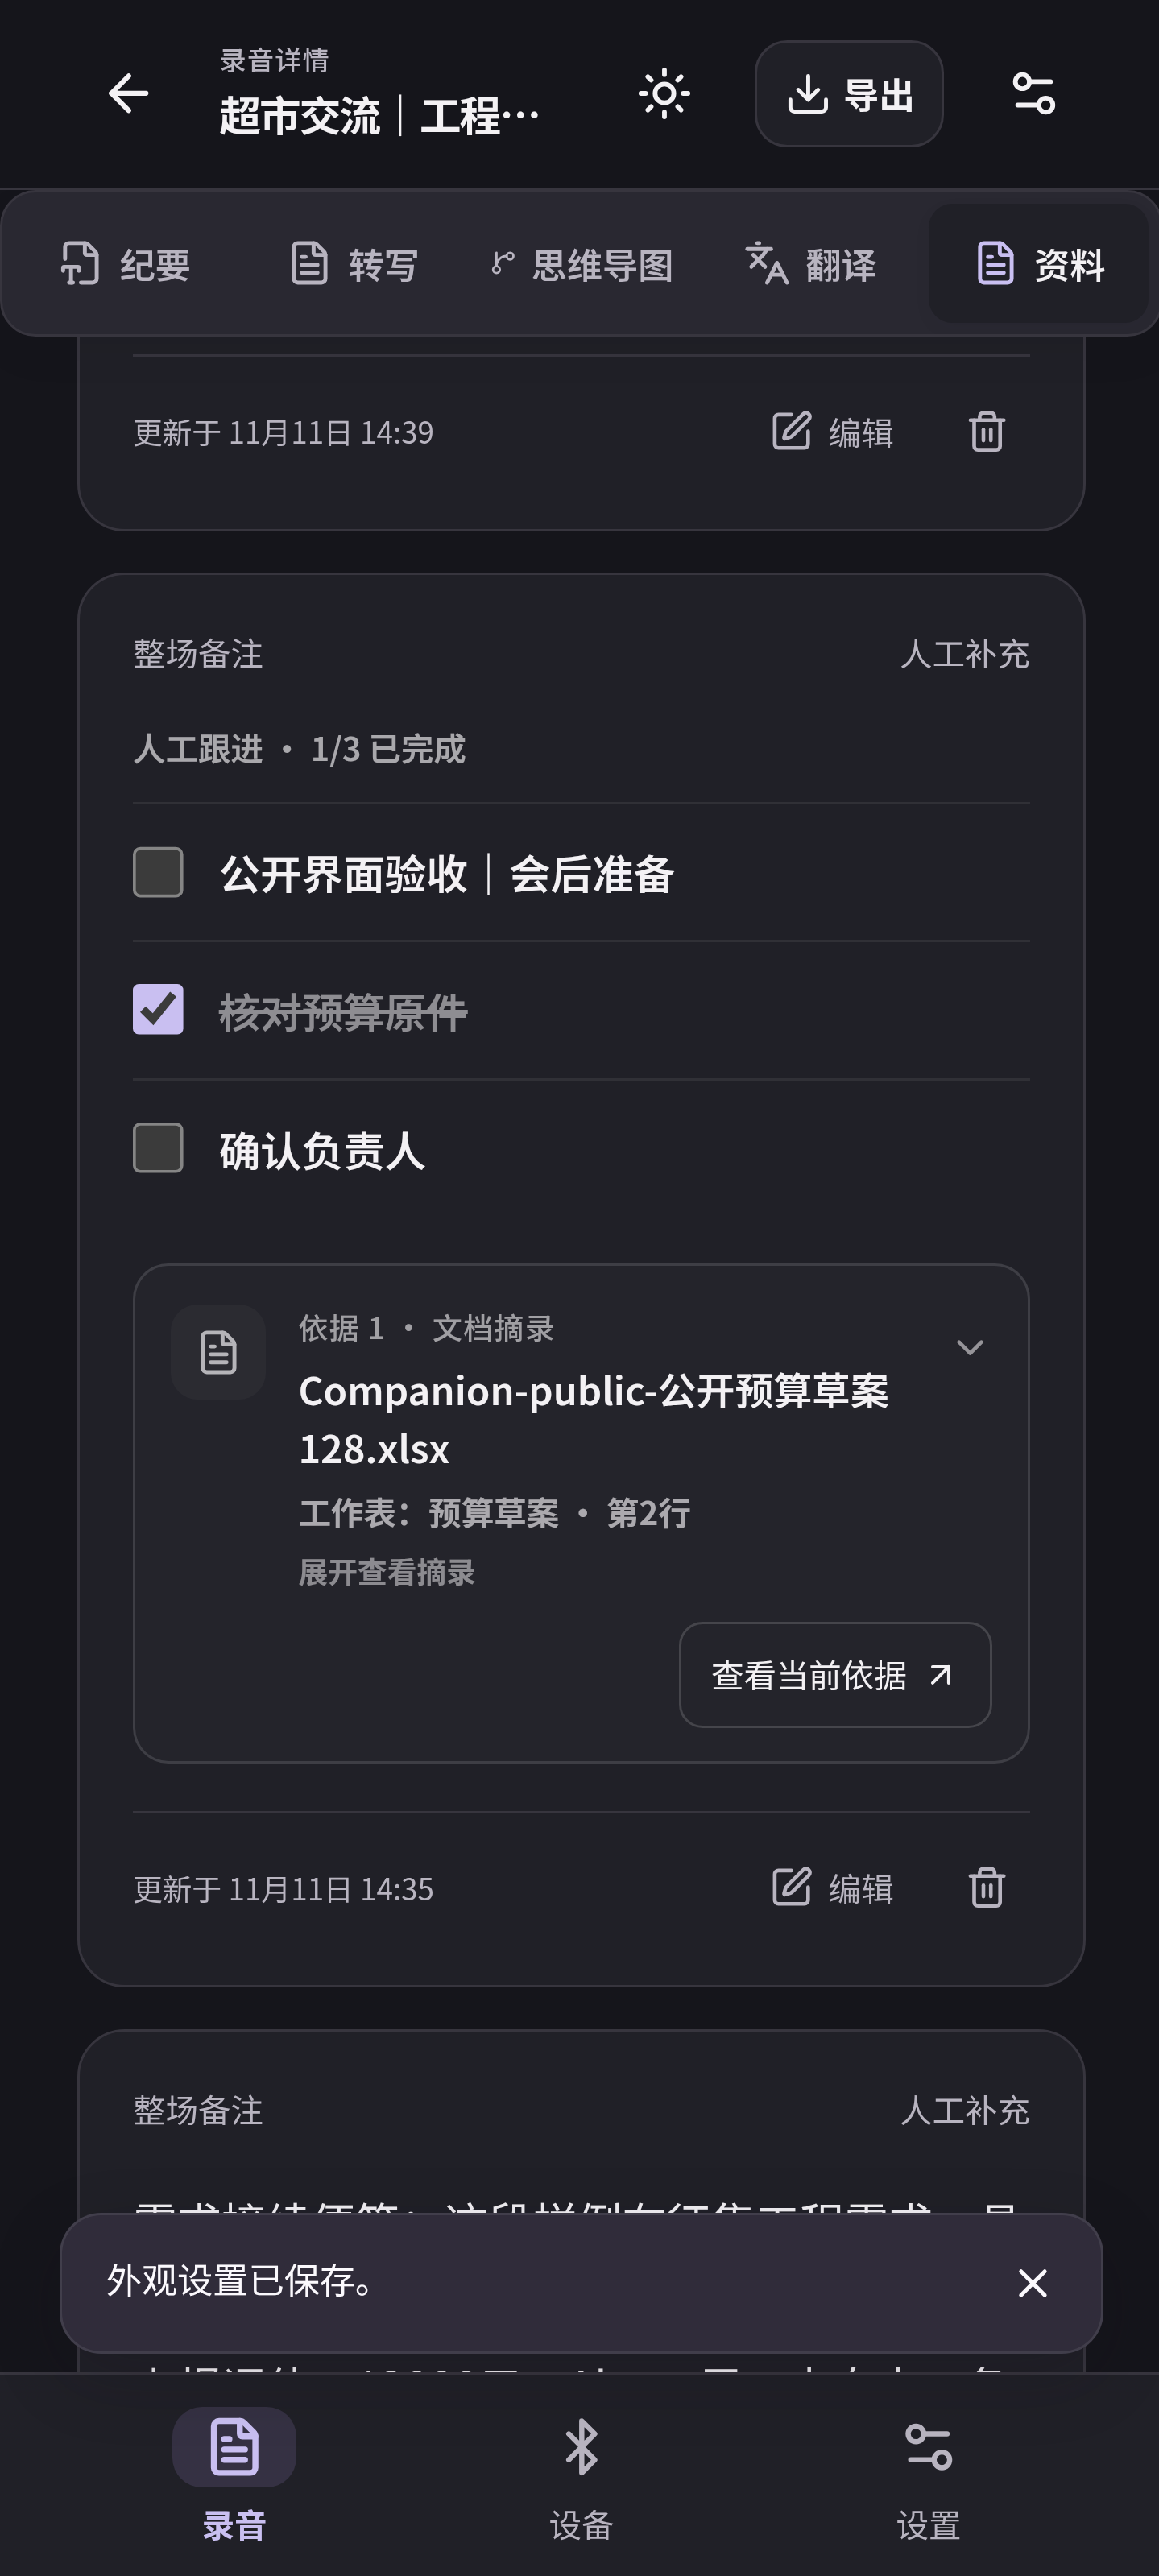 录音详情
超市交流｜工程…
导出
纪要
转写
思维导图
翻译
资料
更新于 11月11日 14:39
编辑
整场备注
人工补充
人工跟进 · 1/3 已完成
公开界面验收｜会后准备
核对预算原件
确认负责人
依据 1 · 文档摘录
Companion-public-公开预算草案
128.xlsx
工作表：预算草案 · 第2行
展开查看摘录
查看当前依据
更新于 11月11日 14:35
编辑
整场备注
人工补充
外观设置已保存。
录音
设备
设置